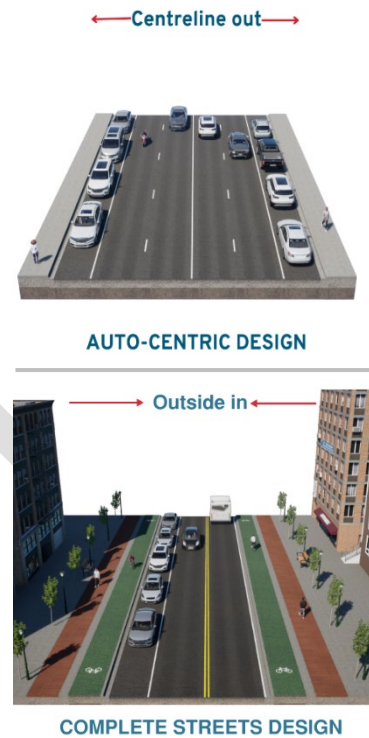 Centreline out
AUTO-CENTRIC DESIGN
Outside in
COMPLETE STREETS DESIGN